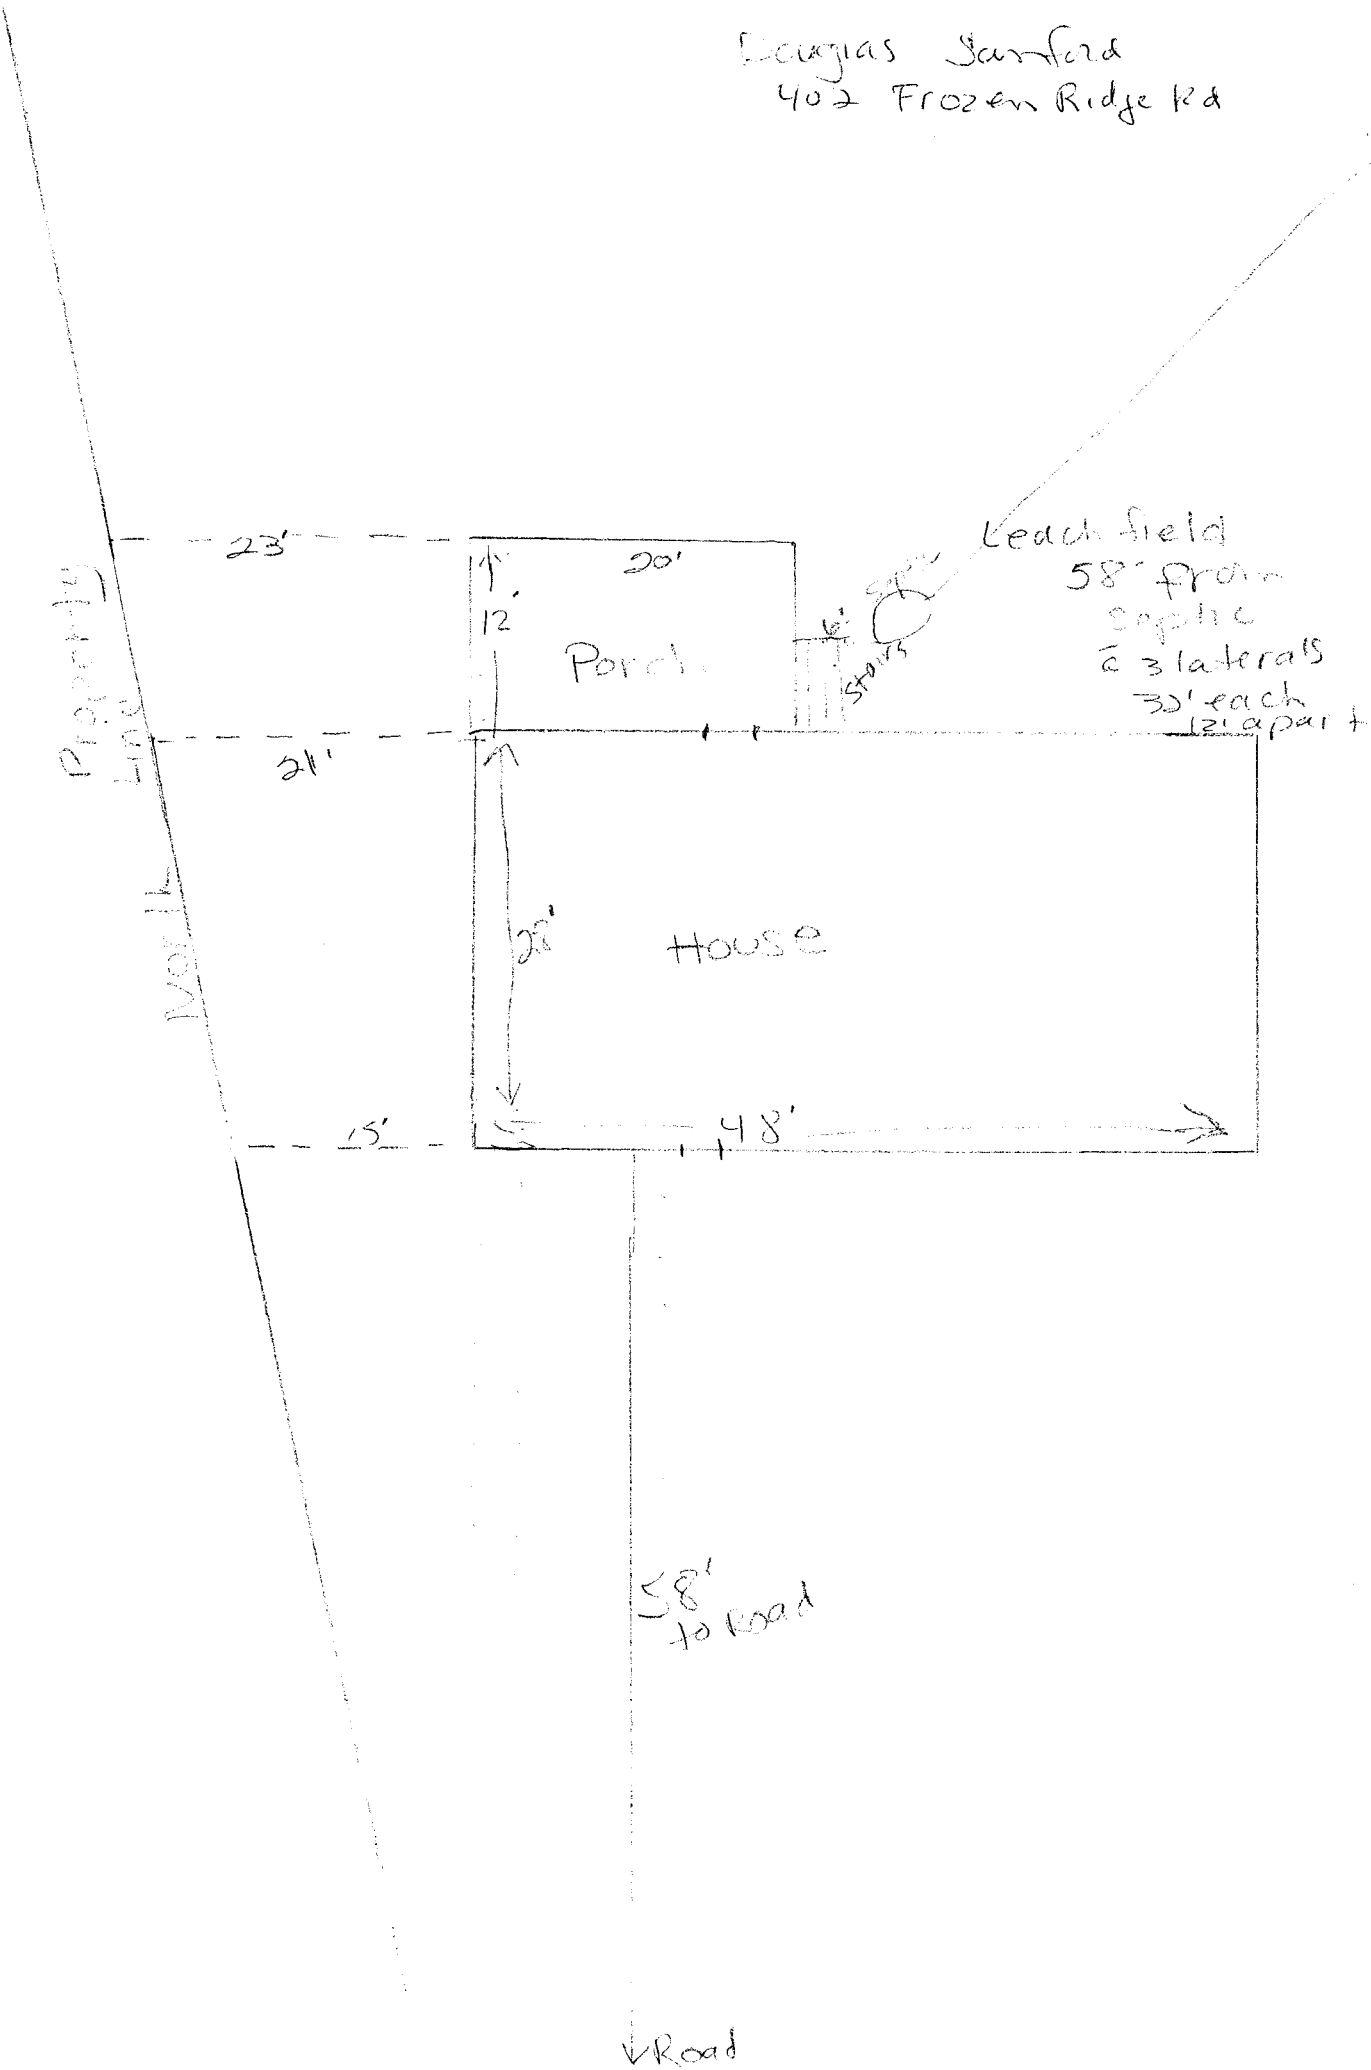 Douglas Sanford
402 Frozen Ridge Rd
23'
20'
12'
Porch
6'
Stairs
Septic
Leach field
58' from
septic
c̄ 3 laterals
30' each
12' apart
Property
Line
21'
North
28'
House
15'
48'
58'
to Road
Road